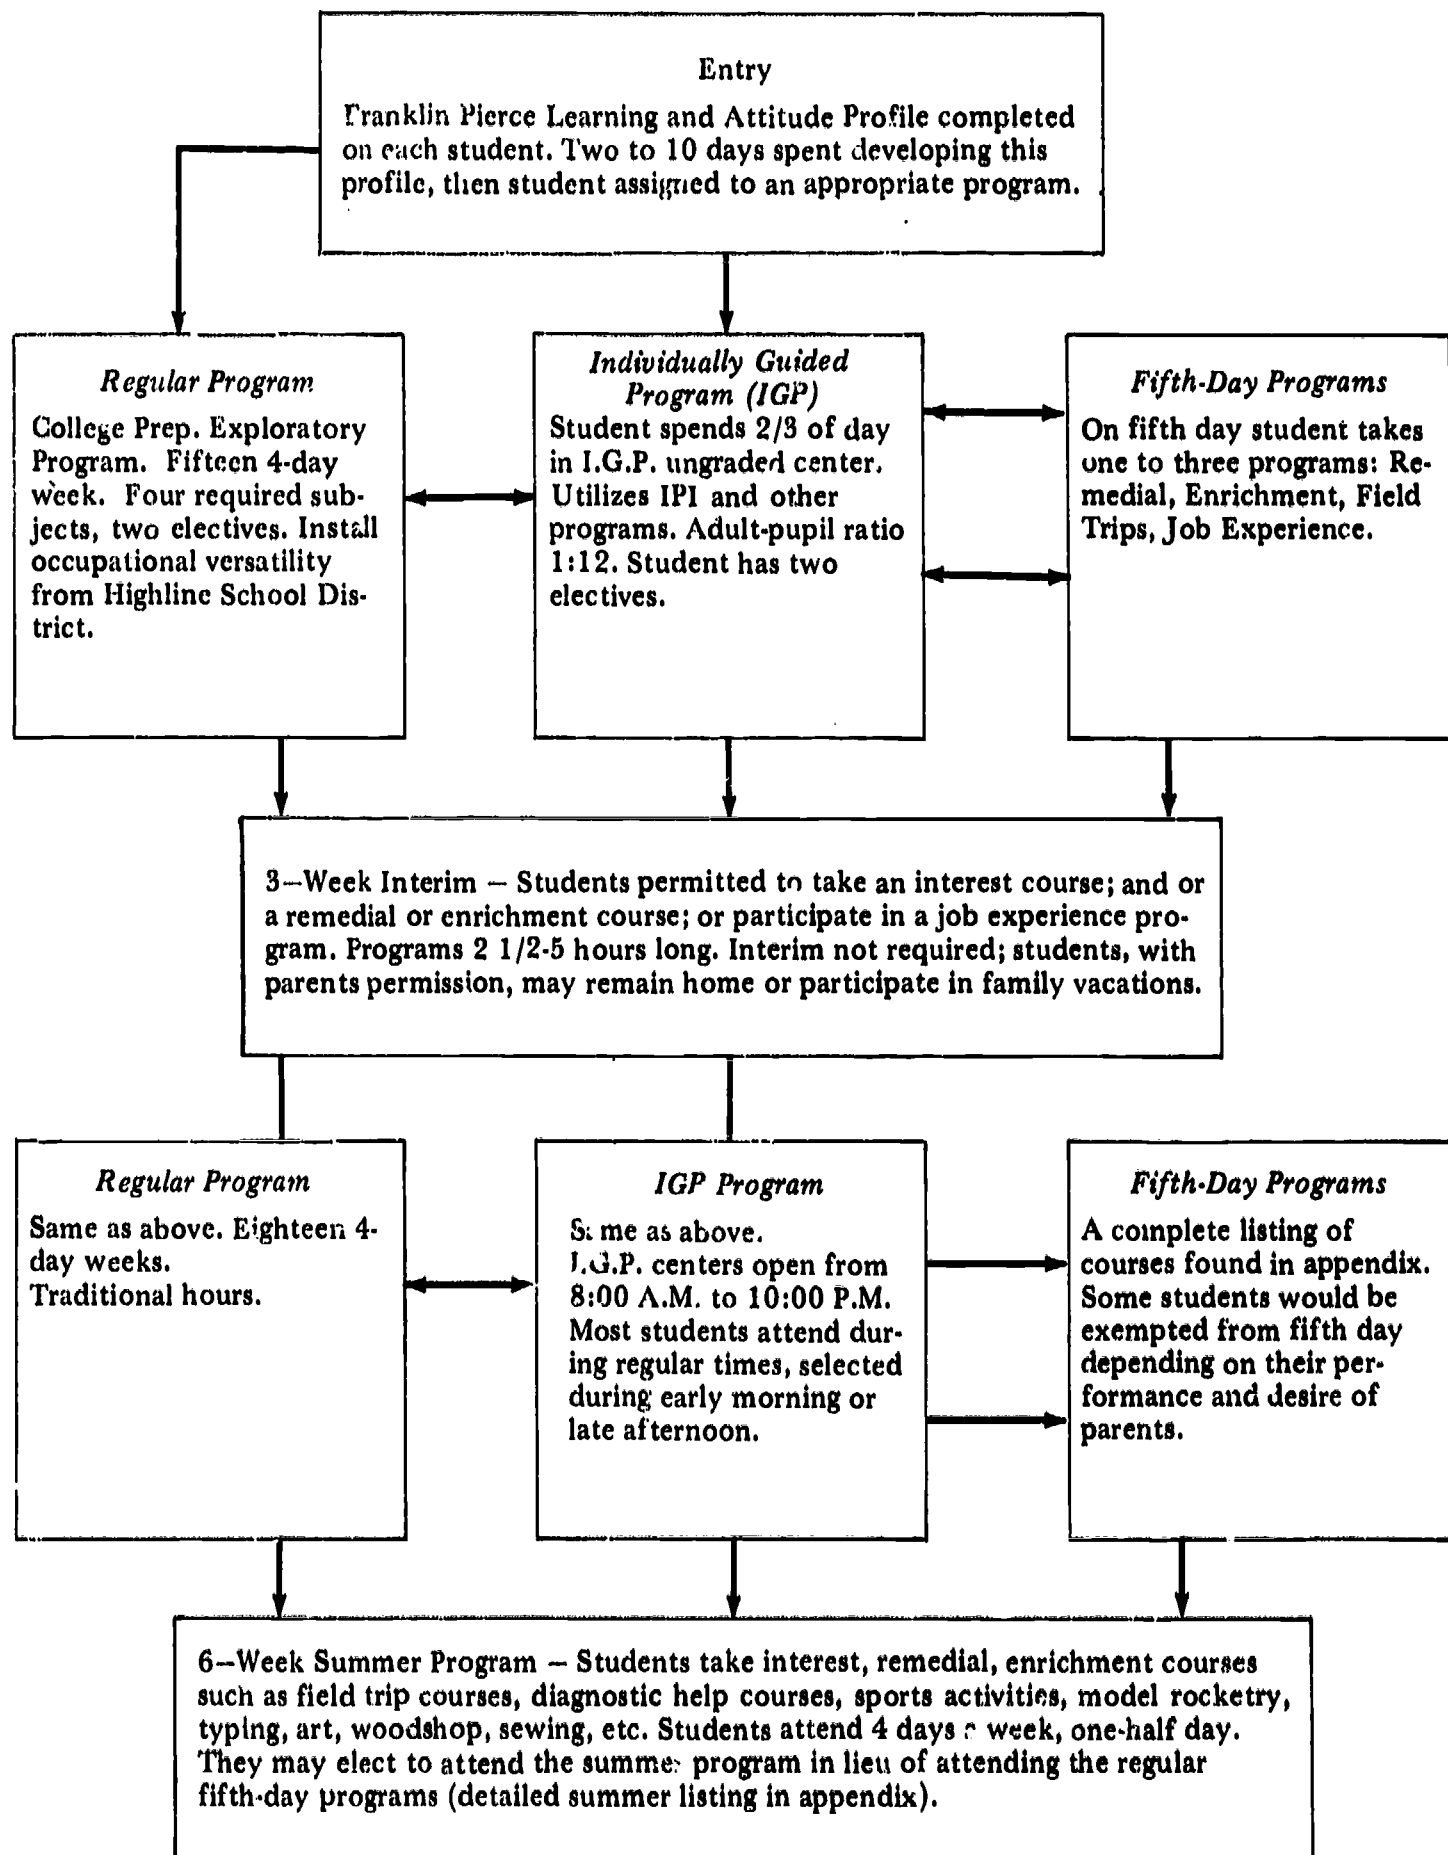 Entry
Franklin Pierce Learning and Attitude Profile completed
on each student. Two to 10 days spent developing this
profile, then student assigned to an appropriate program.
Regular Program
College Prep. Exploratory
Program. Fifteen 4-day
week. Four required sub-
jects, two electives. Install
occupational versatility
from Highline School Dis-
trict.
Individually Guided
Program (IGP)
Student spends 2/3 of day
in I.G.P. ungraded center.
Utilizes IPI and other
programs. Adult-pupil ratio
1:12. Student has two
electives.
Fifth-Day Programs
On fifth day student takes
one to three programs: Re-
medial, Enrichment, Field
Trips, Job Experience.
3—Week Interim — Students permitted to take an interest course; and or
a remedial or enrichment course; or participate in a job experience pro-
gram. Programs 2 1/2-5 hours long. Interim not required; students, with
parents permission, may remain home or participate in family vacations.
Regular Program
Same as above. Eighteen 4-
day weeks.
Traditional hours.
IGP Program
Same as above.
I.G.P. centers open from
8:00 A.M. to 10:00 P.M.
Most students attend dur-
ing regular times, selected
during early morning or
late afternoon.
Fifth-Day Programs
A complete listing of
courses found in appendix.
Some students would be
exempted from fifth day
depending on their per-
formance and desire of
parents.
6—Week Summer Program — Students take interest, remedial, enrichment courses
such as field trip courses, diagnostic help courses, sports activities, model rocketry,
typing, art, woodshop, sewing, etc. Students attend 4 days a week, one-half day.
They may elect to attend the summer program in lieu of attending the regular
fifth-day programs (detailed summer listing in appendix).